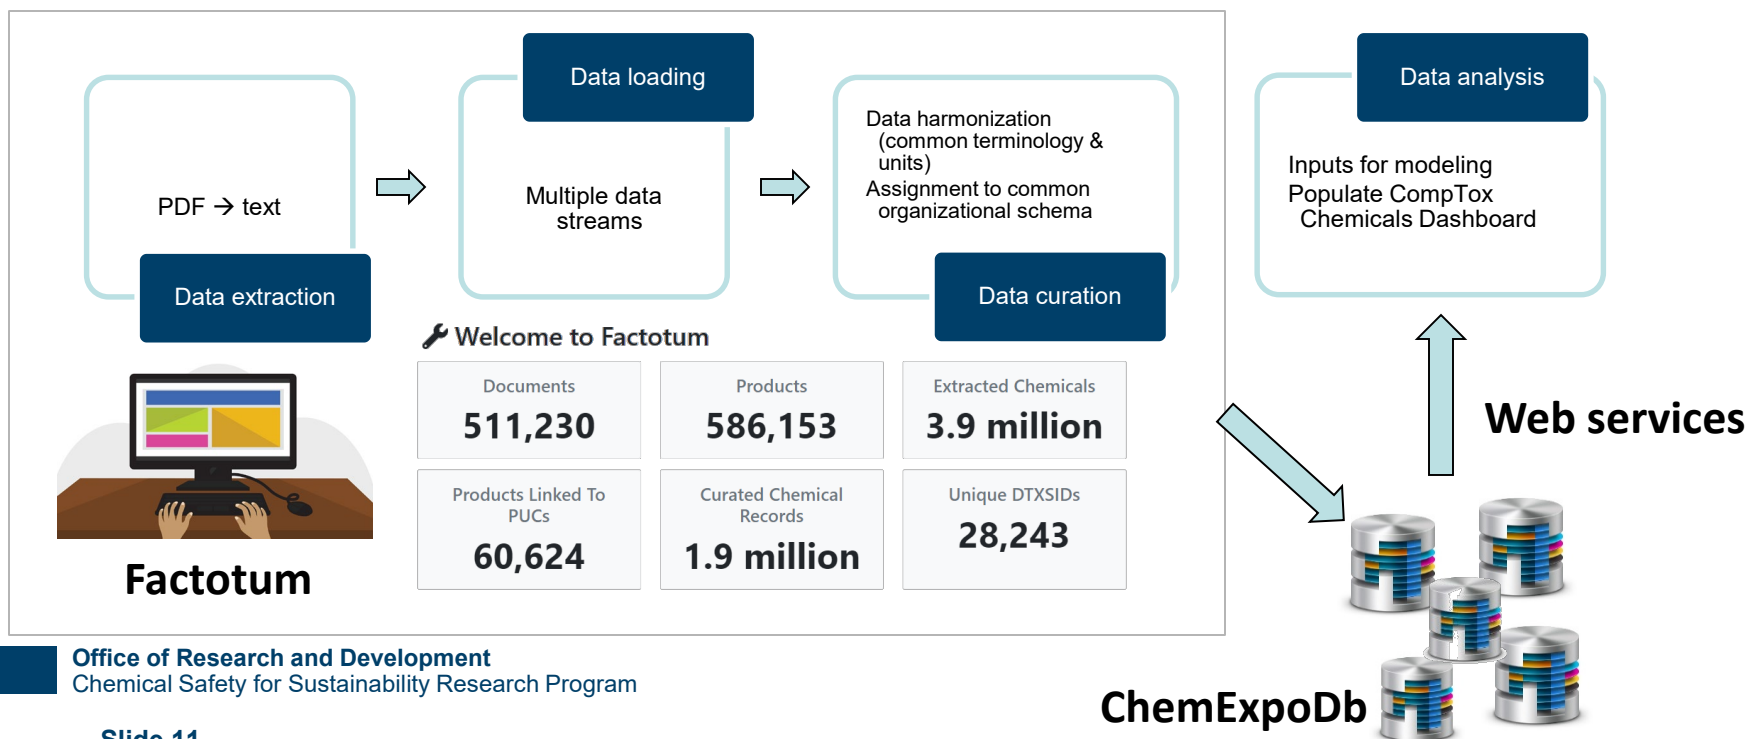 Data loading
Data analysis
PDF → text
Data extraction
Multiple data
streams
Data harmonization
(common terminology &
units)
Assignment to common
organizational schema
Data curation
Inputs for modeling
Populate CompTox
Chemicals Dashboard
Welcome to Factotum
Documents
511,230
Products
586,153
Extracted Chemicals
3.9 million
Products Linked To
PUCs
60,624
Curated Chemical
Records
1.9 million
Unique DTXSIDs
28,243
Factotum
Web services
ChemExpoDb
Office of Research and Development
Chemical Safety for Sustainability Research Program
Slide 11